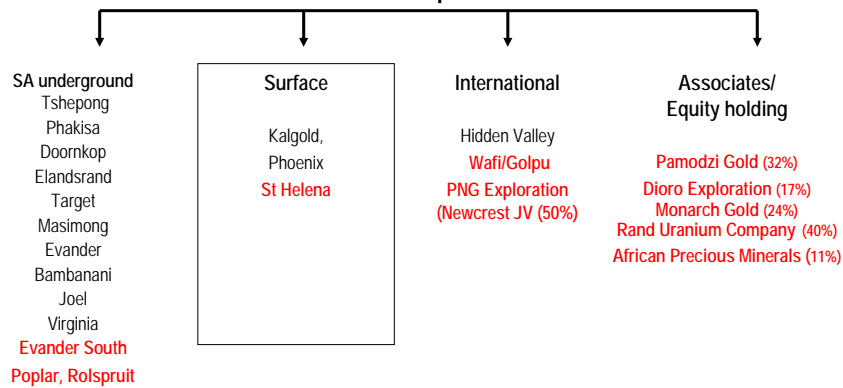 SA underground
Tshepong
Phakisa
Doornkop
Elandsrand
Target
Masimong
Evander
Bambanani
Joel
Virginia
Evander South
Poplar, Rolspruit
Surface
Kalgold,
Phoenix
St Helena
International
Hidden Valley
Wafi/Golpu
PNG Exploration
(Newcrest JV (50%)
Associates/
Equity holding
Pamodzi Gold (32%)
Dioro Exploration (17%)
Monarch Gold (24%)
Rand Uranium Company (40%)
African Precious Minerals (11%)